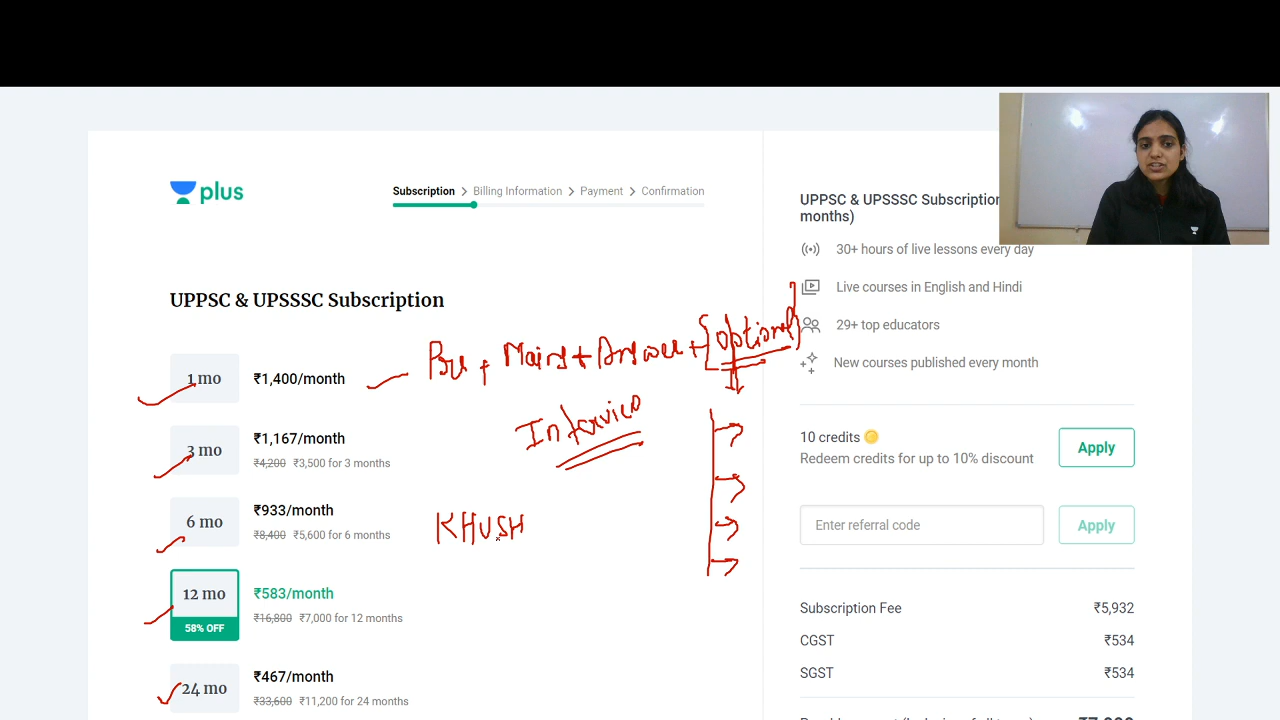 plus
Subscription > Billing Information > Payment > Confirmation
UPPSC & UPSSSC Subscription
1 mo ₹1,400/month
3 mo ₹1,167/month
₹4,200 ₹3,500 for 3 months
6 mo ₹933/month
₹8,400 ₹5,600 for 6 months
12 mo ₹583/month
58% OFF ₹16,800 ₹7,000 for 12 months
24 mo ₹467/month
₹33,600 ₹11,200 for 24 months
Pre + Mains + Answer + {Optional}
Interview
KHUSH
UPPSC & UPSSSC Subscription
months)
30+ hours of live lessons every day
Live courses in English and Hindi
29+ top educators
New courses published every month
10 credits
Redeem credits for up to 10% discount
Apply
Enter referral code
Apply
Subscription Fee ₹5,932
CGST ₹534
SGST ₹534